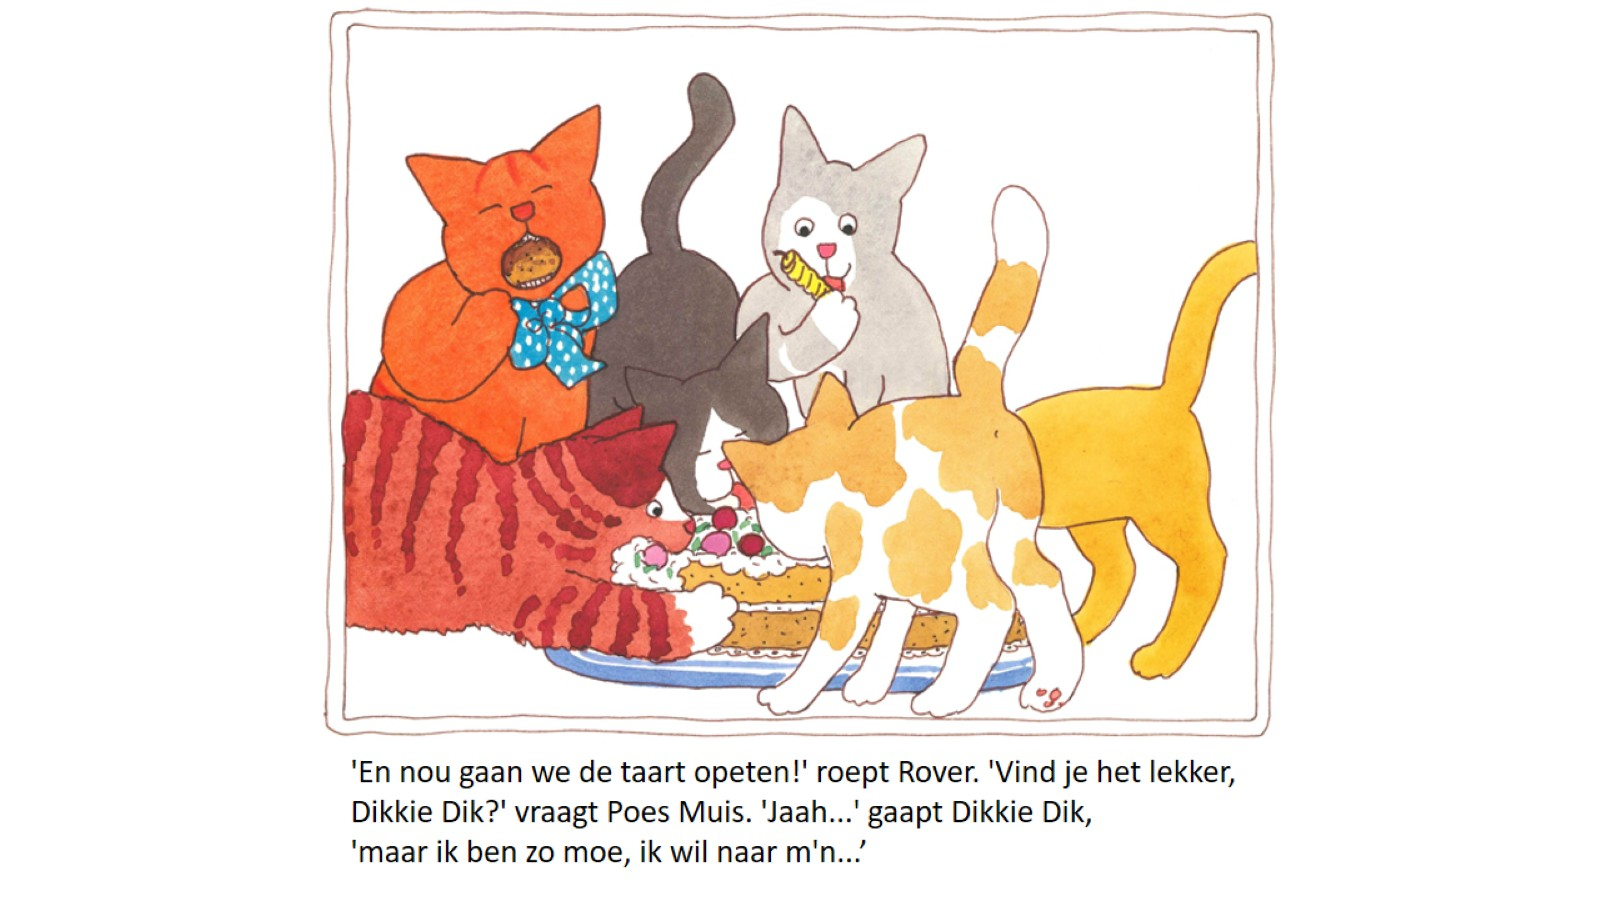 'En nou gaan we de taart opeten!' roept Rover. 'Vind je het lekker,
Dikkie Dik?' vraagt Poes Muis. 'Jaah...' gaapt Dikkie Dik,
'maar ik ben zo moe, ik wil naar m'n...’